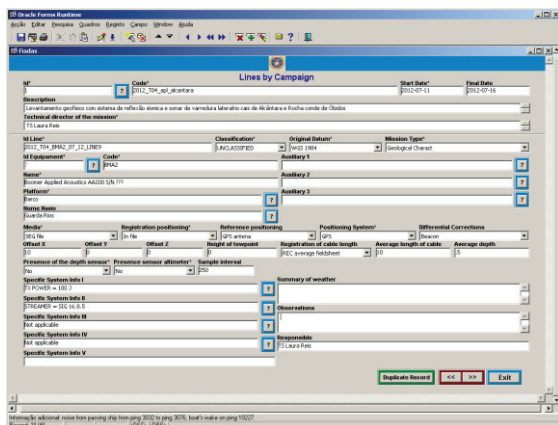 Oracle Forms Runtime
Acção Editar Pesquisa Quadros Registo Campo Window Ajuda
Fiadas
Lines by Campaign
Id* Code* Start Date* Final Date
1 ? 2012_T04_apl_alcantara 2012-07-11 2012-07-16
Description
Levantamento geofísico com sistema de reflexão sísmica e sonar de varredura lateral no cais de Alcântara e Rocha conde de Óbidos
Technical director of the mission*
TS Laura Reis
Id Line* Classification* Original Datum* Mission Type*
2012_T04_BMA2_07_12_LINE9 UNCLASSIFIED WGS 1984 Geological Charact
Id Equipament* Code* Auxiliary 1
7 ? BMA2 ?
Name* Auxiliary 2
Boomer Applied Acoustics AA200 S/N ??? ?
Platform* Auxiliary 3
Barco ? ?
Nome Navio
Guarda Rios
Media* Registration positioning* Reference positioning Positioning System* Differential Corrections
SEG file In file GPS antena GPS Beacon
Offset X Offset Y Offset Z Height of towpoint Registration of cable length Average length of cable Average depth
10 0 0 0 REC average fieldsheet 10 .5
Presence of the depth sensor* Presence sensor altimeter* Sample interval
No No 250
Specific System Info I Summary of weather
TX POWER = 100 J ?
Specific System Info II
STREAMER = SIG 16.8.5 ? Observations
Specific System Info III
Not applicable ?
Specific System Info IV Responsible
Not applicable ? TS Laura Reis
Specific System Info V
Duplicate Record << >> Exit
Informação adicional: noise from passing ship from ping 3032 to ping 3076, boat's wake on ping 10227.